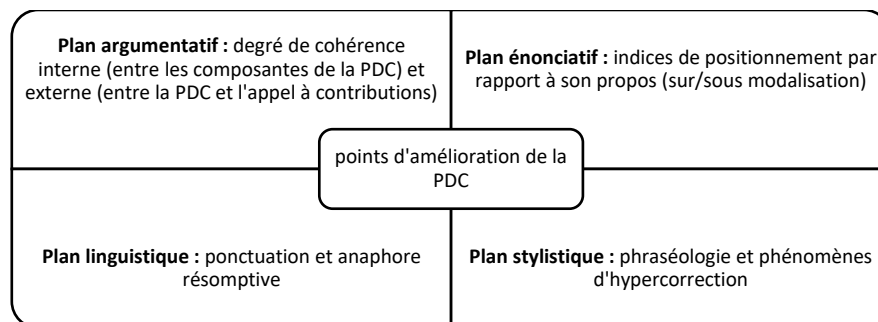 Plan argumentatif : degré de cohérence
interne (entre les composantes de la PDC) et
externe (entre la PDC et l'appel à contributions)
Plan énonciatif : indices de positionnement par
rapport à son propos (sur/sous modalisation)
points d'amélioration de la
PDC
Plan linguistique : ponctuation et anaphore
résomptive
Plan stylistique : phraséologie et phénomènes
d'hypercorrection